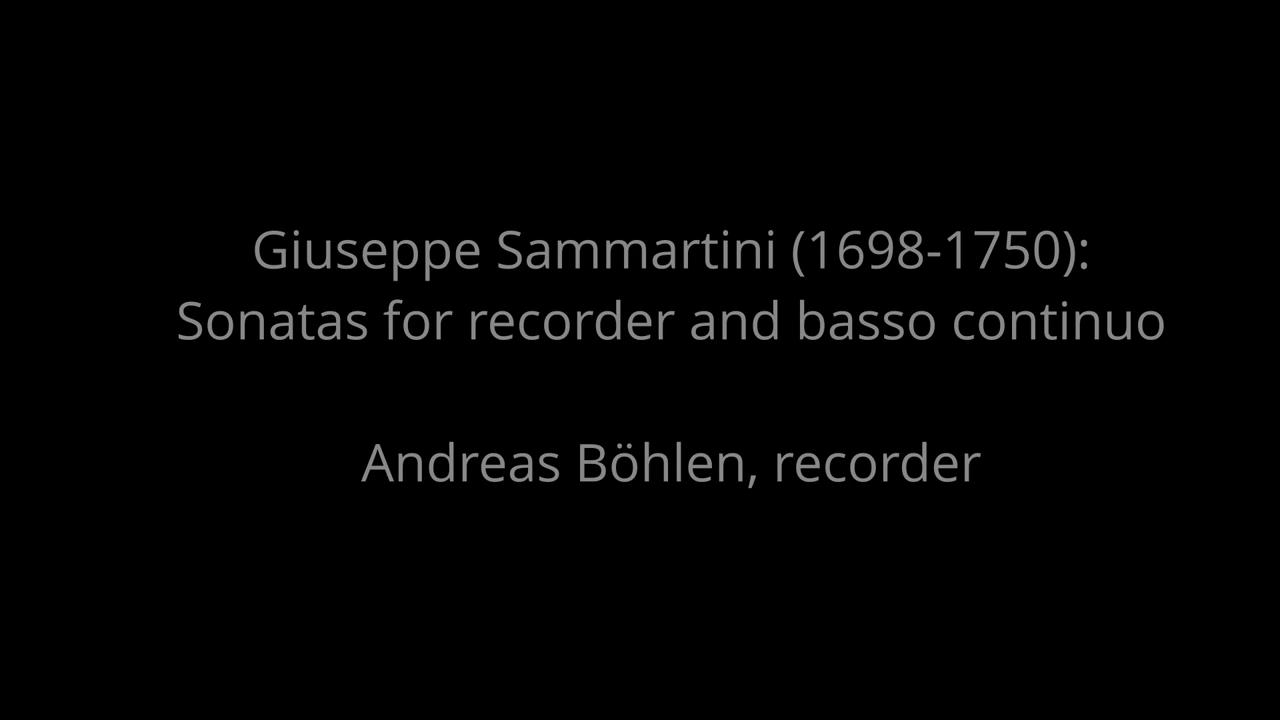 Giuseppe Sammartini (1698-1750):
Sonatas for recorder and basso continuo
Andreas Böhlen, recorder